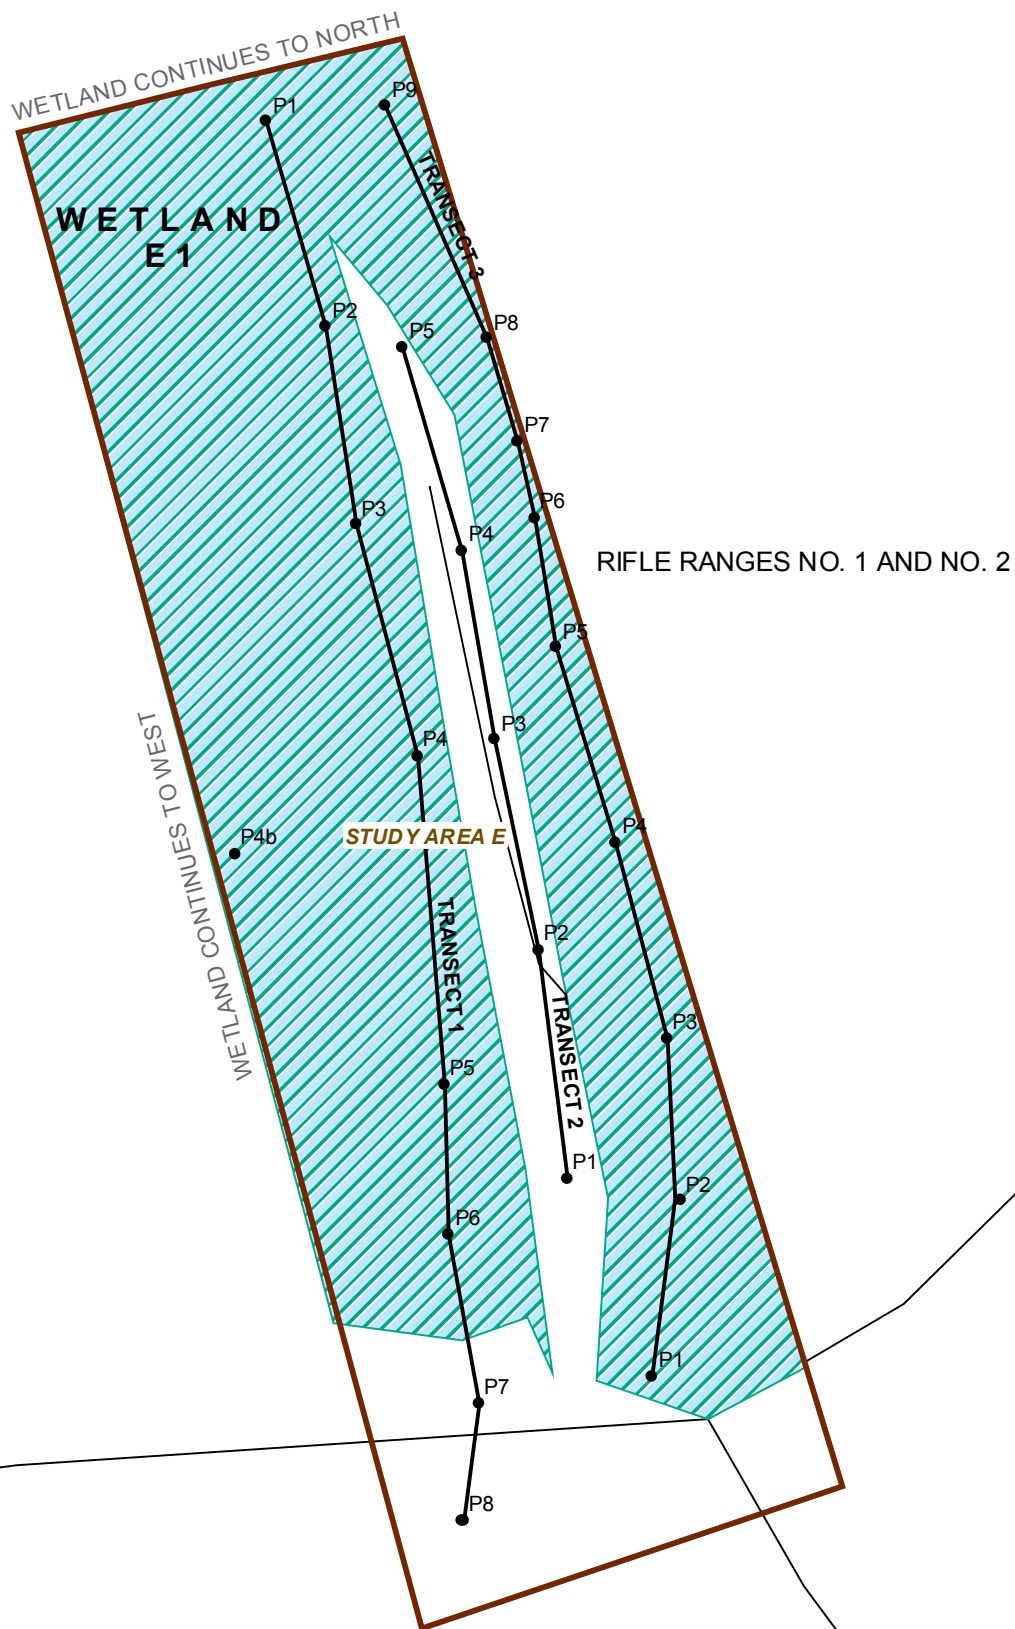 WETLAND CONTINUES TO NORTH
P9
P1
TRANSECT 3
WETLAND
E1
P2
P8
P5
P7
P3
P6
P4
RIFLE RANGES NO. 1 AND NO. 2
P5
P3
WETLAND CONTINUES TO WEST
P4
STUDY AREA E
P4
P4b
TRANSECT 1
P2
TRANSECT 2
P3
P5
P1
P2
P6
P1
P7
P8